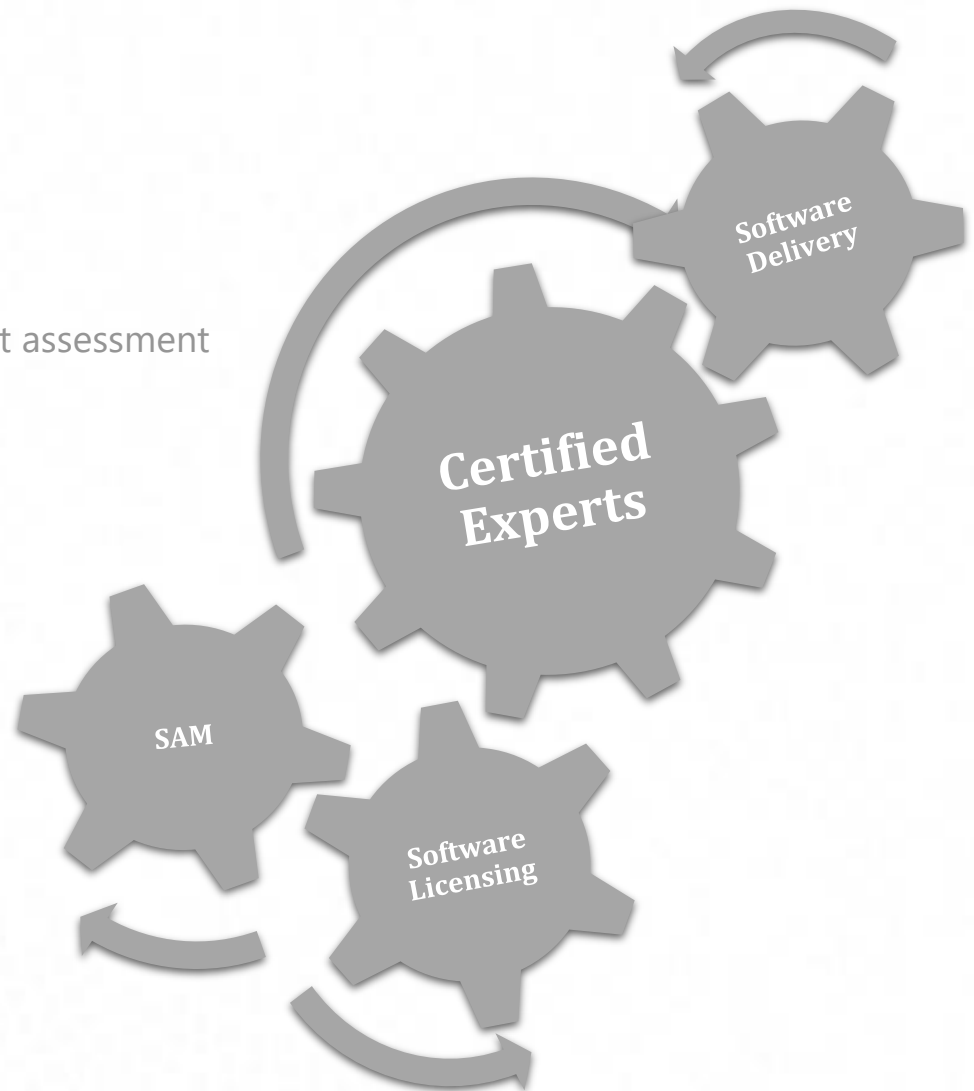 Software
Delivery
t assessment
Certified
Experts
SAM
Software
Licensing